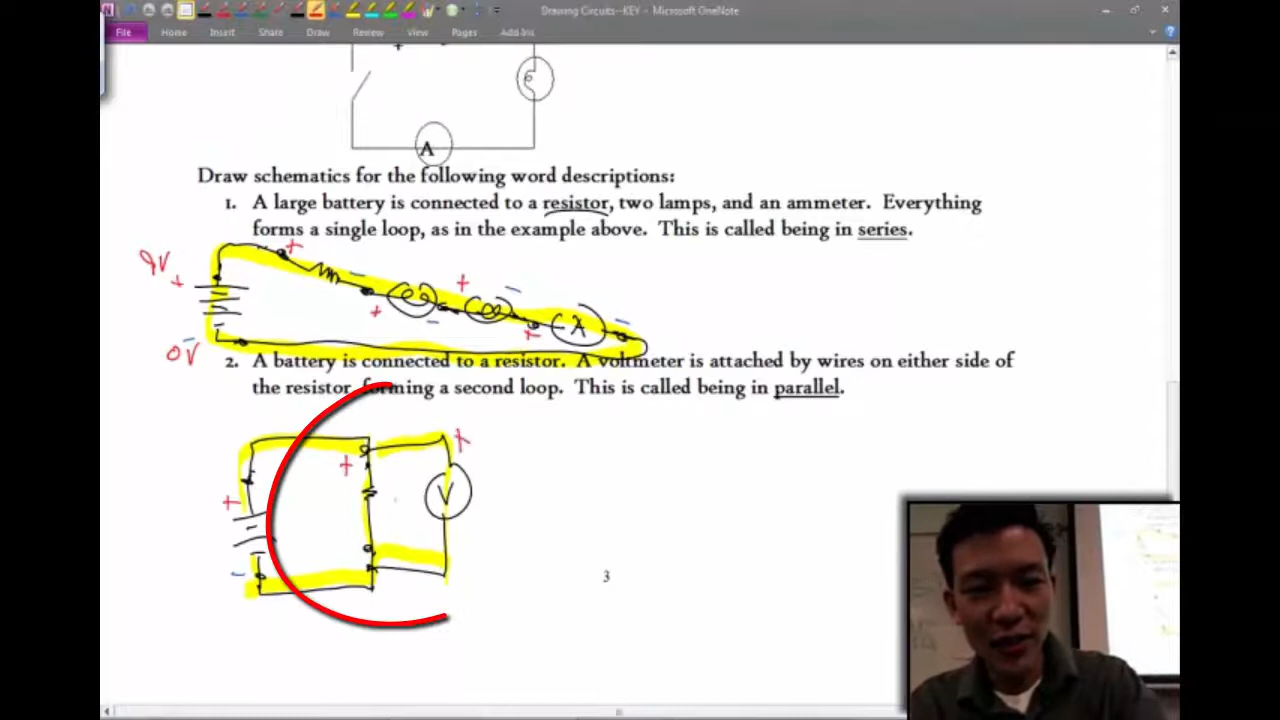 Drawing Circuits--KEY - Microsoft OneNote
File Home Insert Share Draw Review View Pages Add-Ins
A
Draw schematics for the following word descriptions:
1. A large battery is connected to a resistor, two lamps, and an ammeter. Everything
forms a single loop, as in the example above. This is called being in series.
9V + + - + -
+ - + -
A
0V -
2. A battery is connected to a resistor. A voltmeter is attached by wires on either side of
the resistor, forming a second loop. This is called being in parallel.
+ +
+ V
-
3